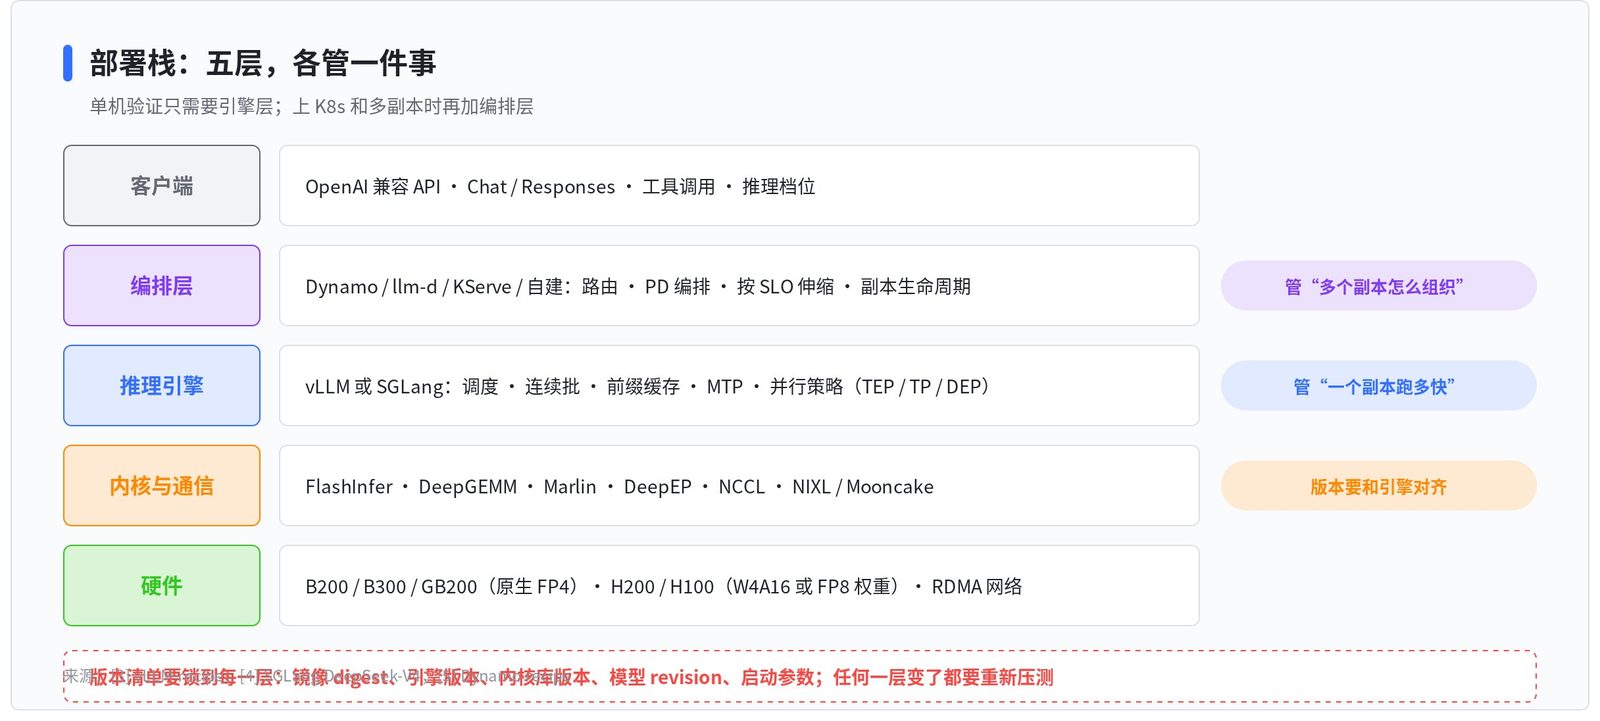 部署栈：五层，各管一件事
单机验证只需要引擎层；上 K8s 和多副本时再加编排层
客户端
OpenAI 兼容 API · Chat / Responses · 工具调用 · 推理档位
编排层
Dynamo / llm-d / KServe / 自建：路由 · PD 编排 · 按 SLO 伸缩 · 副本生命周期
管“多个副本怎么组织”
推理引擎
vLLM 或 SGLang：调度 · 连续批 · 前缀缓存 · MTP · 并行策略（TEP / TP / DEP）
管“一个副本跑多快”
内核与通信
FlashInfer · DeepGEMM · Marlin · DeepEP · NCCL · NIXL / Mooncake
版本要和引擎对齐
硬件
B200 / B300 / GB200（原生 FP4） · H200 / H100（W4A16 或 FP8 权重） · RDMA 网络
版本清单要锁到每一层：镜像 digest、引擎版本、内核库版本、模型 revision、启动参数；任何一层变了都要重新压测
来源